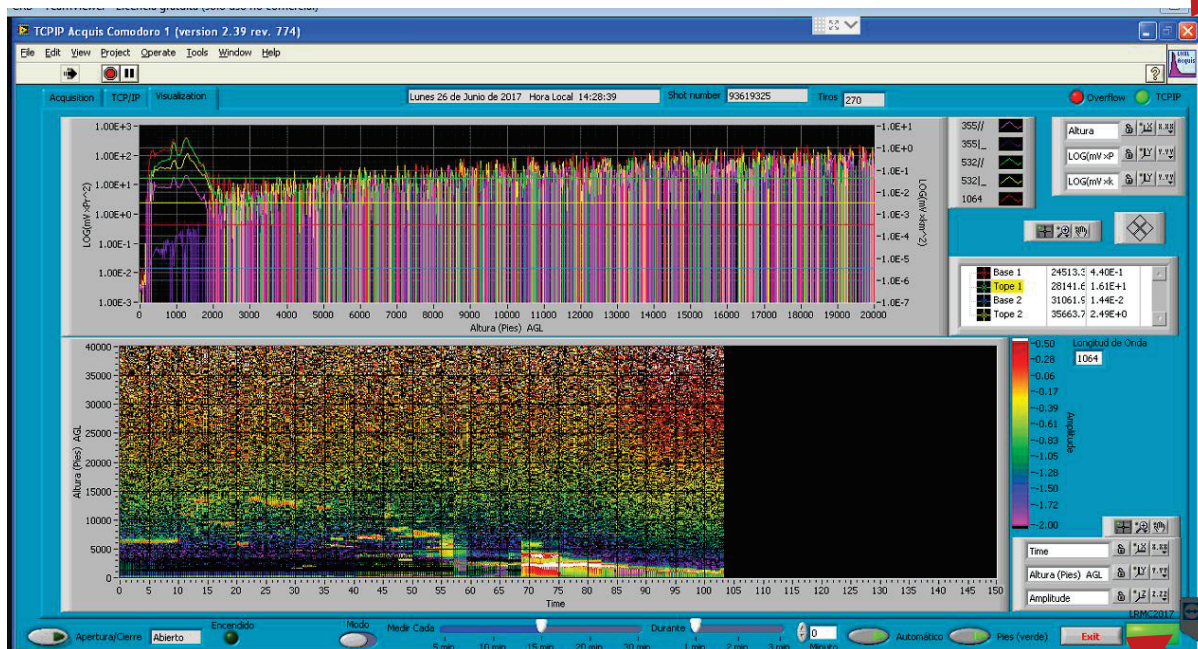 TCPIP Acquis Comodoro 1 (version 2.39 rev. 774)
File Edit View Project Operate Tools Window Help
LIDAR
Acquis
Acquisition TCP/IP Visualization
Lunes 26 de Junio de 2017 Hora Local 14:28:39
Shot number 93619325
Tiros 270
Overflow TCPIP
1.00E+3
1.00E+2
1.00E+1
1.00E+0
1.00E-1
1.00E-2
1.00E-3
LOG(mV×Pr^2)
0 1000 2000 3000 4000 5000 6000 7000 8000 9000 10000 11000 12000 13000 14000 15000 16000 17000 18000 19000 20000
Altura (Pies) AGL
1.0E+1
1.0E+0
1.0E-1
1.0E-2
1.0E-3
1.0E-4
1.0E-5
1.0E-6
1.0E-7
LOG(mV×km^2)
355//
355|_
532//
532|_
1064
Altura
LOG(mV×P
LOG(mV×k
Base 1 24513.3 4.40E-1
Tope 1 28141.6 1.61E+1
Base 2 31061.9 1.44E-2
Tope 2 35663.7 2.49E+0
40000
35000
30000
25000
20000
15000
10000
5000
0
Altura (Pies) AGL
0 5 10 15 20 25 30 35 40 45 50 55 60 65 70 75 80 85 90 95 100 105 110 115 120 125 130 135 140 145 150
Time
-0.50
-0.28
-0.06
-0.17
-0.39
-0.61
-0.83
-1.05
-1.28
-1.50
-1.72
-2.00
Amplitude
Longitud de Onda
1064
Time
Altura (Pies) AGL
Amplitude
LRMC2017
Apertura/Cierre Abierto
Encendido
Modo
Medir Cada
5 min 10 min 15 min 20 min 30 min
Durante
1 min 2 min 3 min
0
Minuto
Automático
Pies (verde)
Exit